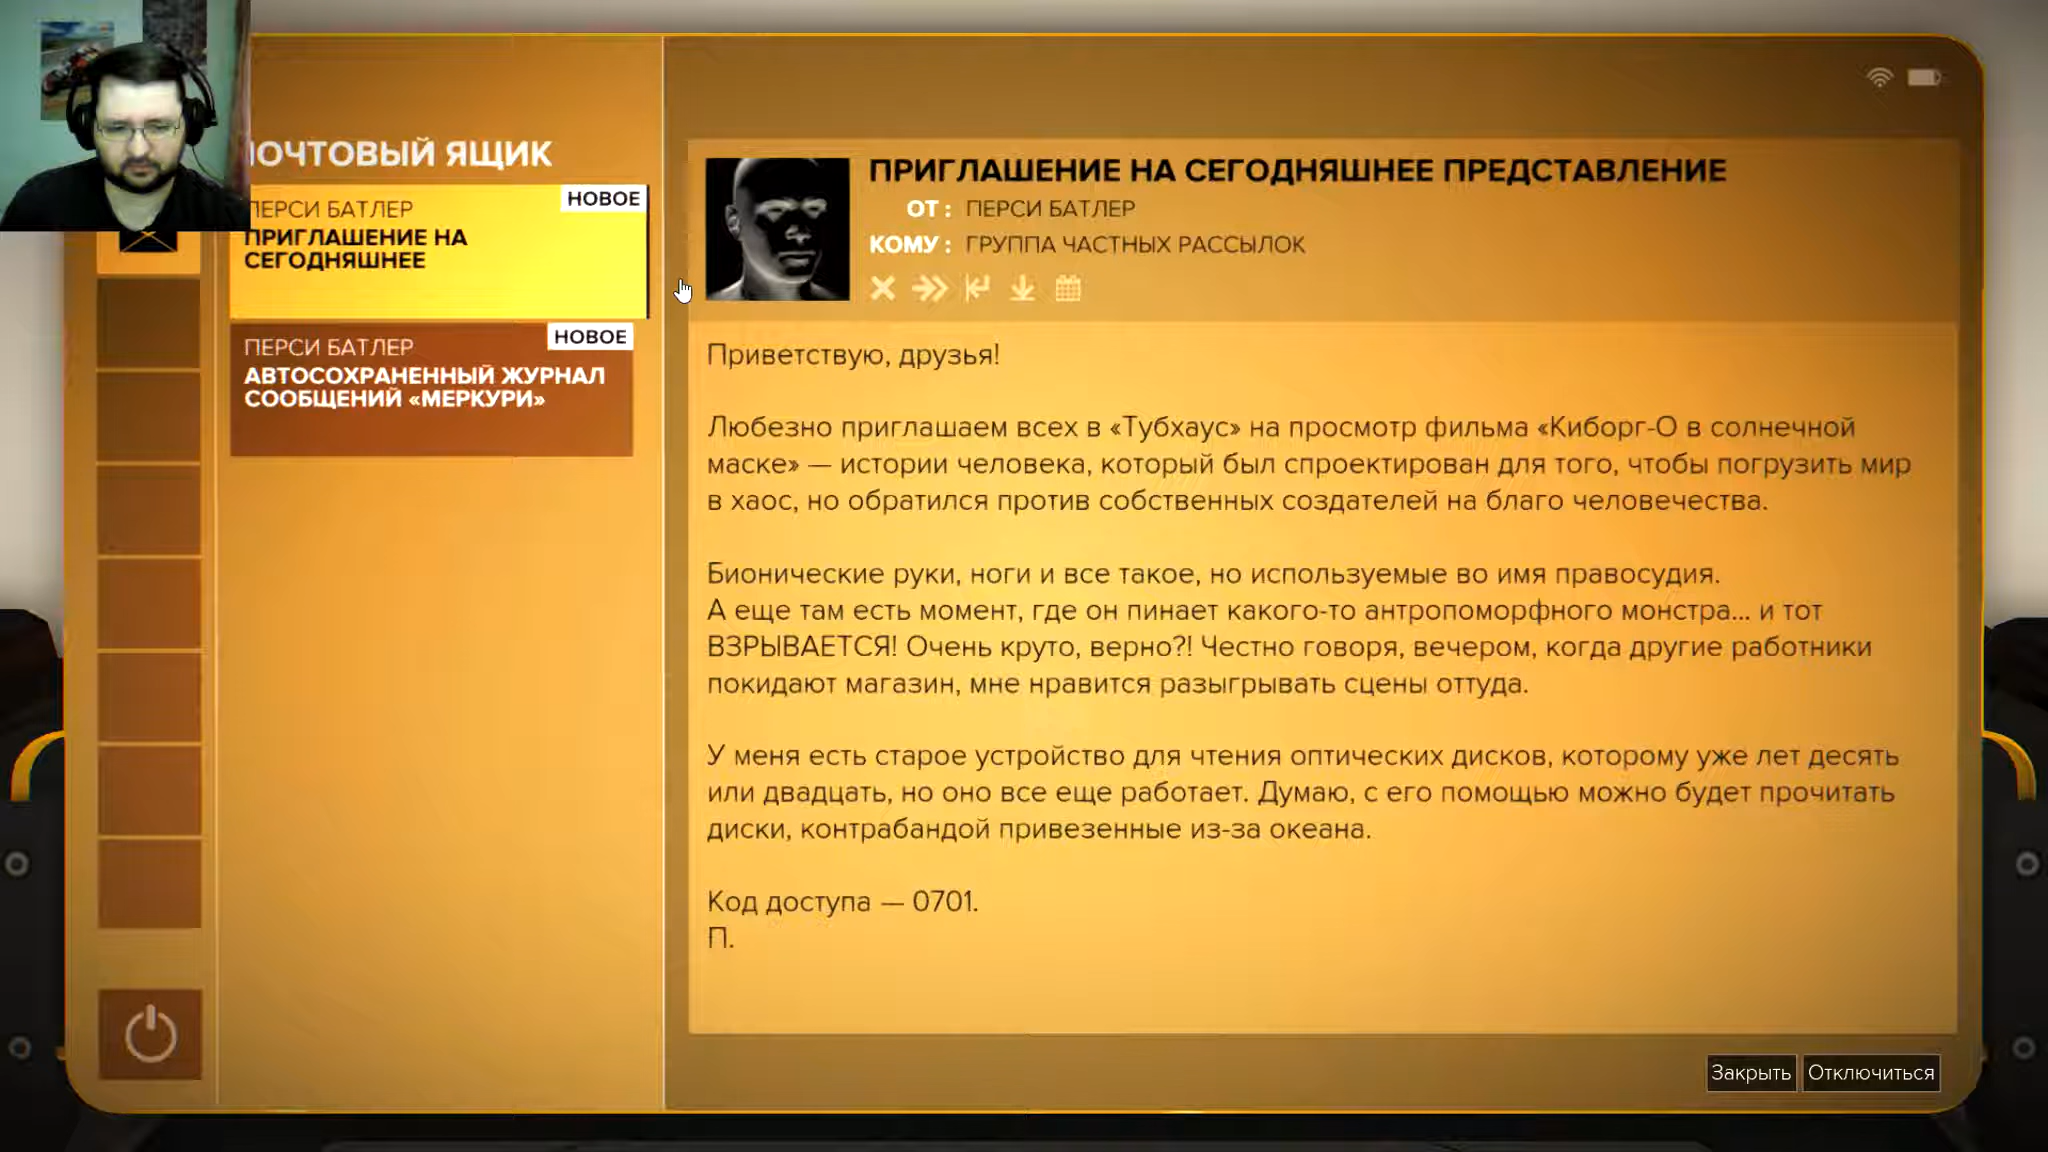 ПОЧТОВЫЙ ЯЩИК
НОВОЕ
ПЕРСИ БАТЛЕР
ПРИГЛАШЕНИЕ НА
СЕГОДНЯШНЕЕ
НОВОЕ
ПЕРСИ БАТЛЕР
АВТОСОХРАНЕННЫЙ ЖУРНАЛ
СООБЩЕНИЙ «МЕРКУРИ»
ПРИГЛАШЕНИЕ НА СЕГОДНЯШНЕЕ ПРЕДСТАВЛЕНИЕ
ОТ : ПЕРСИ БАТЛЕР
КОМУ : ГРУППА ЧАСТНЫХ РАССЫЛОК
Приветствую, друзья!
Любезно приглашаем всех в «Тубхаус» на просмотр фильма «Киборг-О в солнечной
маске» — истории человека, который был спроектирован для того, чтобы погрузить мир
в хаос, но обратился против собственных создателей на благо человечества.
Бионические руки, ноги и все такое, но используемые во имя правосудия.
А еще там есть момент, где он пинает какого-то антропоморфного монстра... и тот
ВЗРЫВАЕТСЯ! Очень круто, верно?! Честно говоря, вечером, когда другие работники
покидают магазин, мне нравится разыгрывать сцены оттуда.
У меня есть старое устройство для чтения оптических дисков, которому уже лет десять
или двадцать, но оно все еще работает. Думаю, с его помощью можно будет прочитать
диски, контрабандой привезенные из-за океана.
Код доступа — 0701.
П.
Закрыть Отключиться